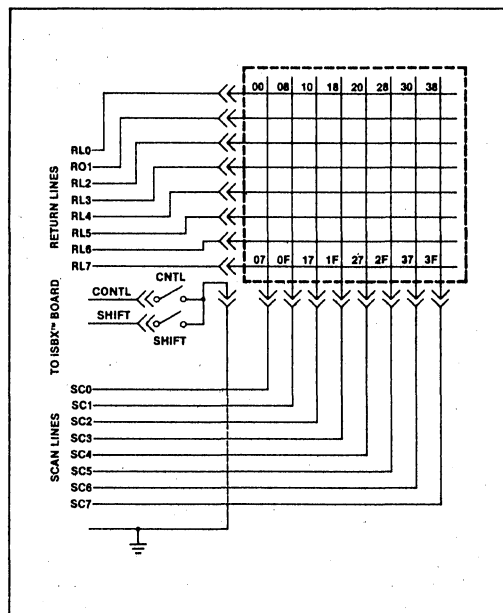 00 08 10 18 20 28 30 38
RL0
RO1
RL2
RL3
RL4
RL5
RL6
RL7
RETURN LINES
07 0F 17 1F 27 2F 37 3F
CNTL
CONTL
SHIFT
SHIFT
TO ISBX™ BOARD
SC0
SC1
SC2
SC3
SC4
SC5
SC6
SC7
SCAN LINES